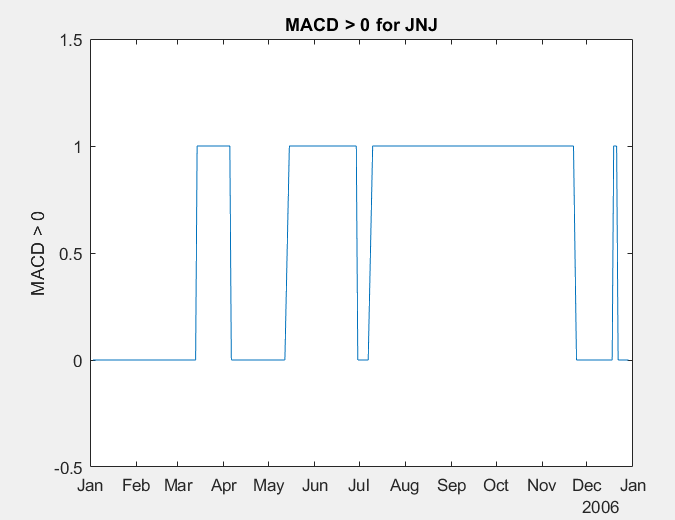 MACD > 0 for JNJ
1.5
1
0.5
0
-0.5
MACD > 0
Jan Feb Mar Apr May Jun Jul Aug Sep Oct Nov Dec Jan
2006